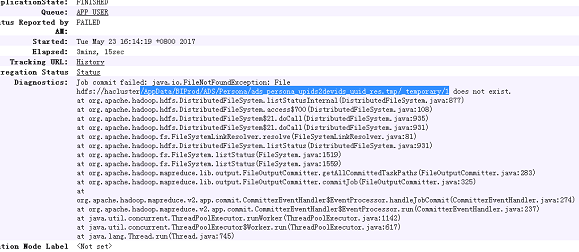 plicationState: FINISHED
Queue: APP_USER
atus Reported by FAILED
AM:
Started: Tue May 23 16:14:19 +0800 2017
Elapsed: 3mins, 15sec
Tracking URL: History
gregation Status Status
Diagnostics: Job commit failed: java.io.FileNotFoundException: File
hdfs://hacluster/AppData/BIProd/ADS/Persona/ads_persona_upids2devids_uuid_res.tmp/_temporary/1 does not exist.
at org.apache.hadoop.hdfs.DistributedFileSystem.listStatusInternal(DistributedFileSystem.java:877)
at org.apache.hadoop.hdfs.DistributedFileSystem.access$700(DistributedFileSystem.java:108)
at org.apache.hadoop.hdfs.DistributedFileSystem$21.doCall(DistributedFileSystem.java:935)
at org.apache.hadoop.hdfs.DistributedFileSystem$21.doCall(DistributedFileSystem.java:931)
at org.apache.hadoop.fs.FileSystemLinkResolver.resolve(FileSystemLinkResolver.java:81)
at org.apache.hadoop.hdfs.DistributedFileSystem.listStatus(DistributedFileSystem.java:931)
at org.apache.hadoop.fs.FileSystem.listStatus(FileSystem.java:1519)
at org.apache.hadoop.fs.FileSystem.listStatus(FileSystem.java:1559)
at org.apache.hadoop.mapreduce.lib.output.FileOutputCommitter.getAllCommittedTaskPaths(FileOutputCommitter.java:283)
at org.apache.hadoop.mapreduce.lib.output.FileOutputCommitter.commitJob(FileOutputCommitter.java:325)
at
org.apache.hadoop.mapreduce.v2.app.commit.CommitterEventHandler$EventProcessor.handleJobCommit(CommitterEventHandler.java:274)
at org.apache.hadoop.mapreduce.v2.app.commit.CommitterEventHandler$EventProcessor.run(CommitterEventHandler.java:237)
at java.util.concurrent.ThreadPoolExecutor.runWorker(ThreadPoolExecutor.java:1142)
at java.util.concurrent.ThreadPoolExecutor$Worker.run(ThreadPoolExecutor.java:617)
at java.lang.Thread.run(Thread.java:745)
ation Node Label <Not set>